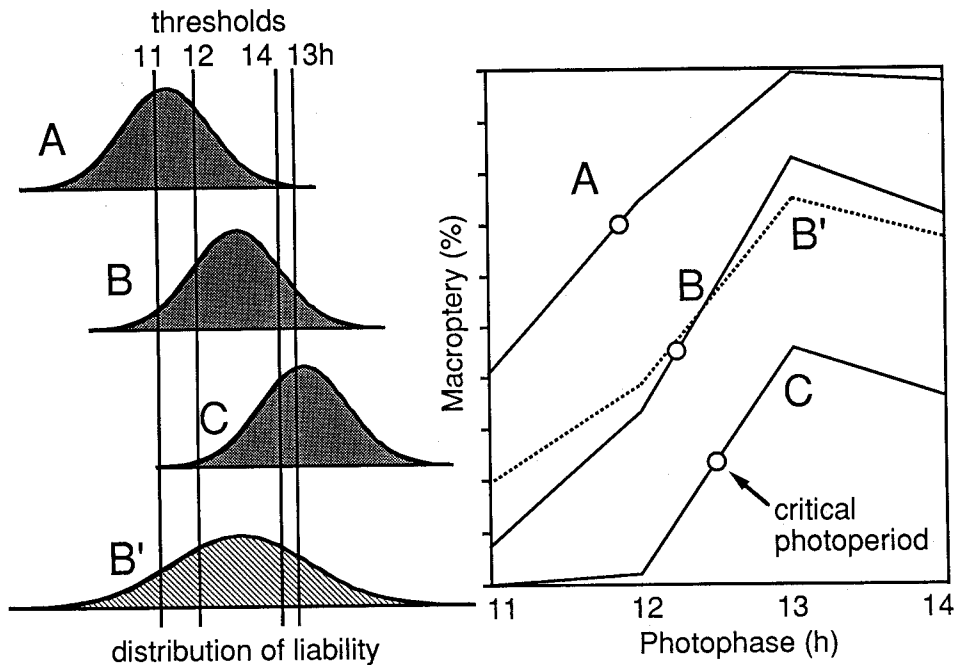 thresholds
11 12 14 13h
A
B
C
B'
distribution of liability
Macroptery (%)
A
B
B'
C
critical
photoperiod
11 12 13 14
Photophase (h)